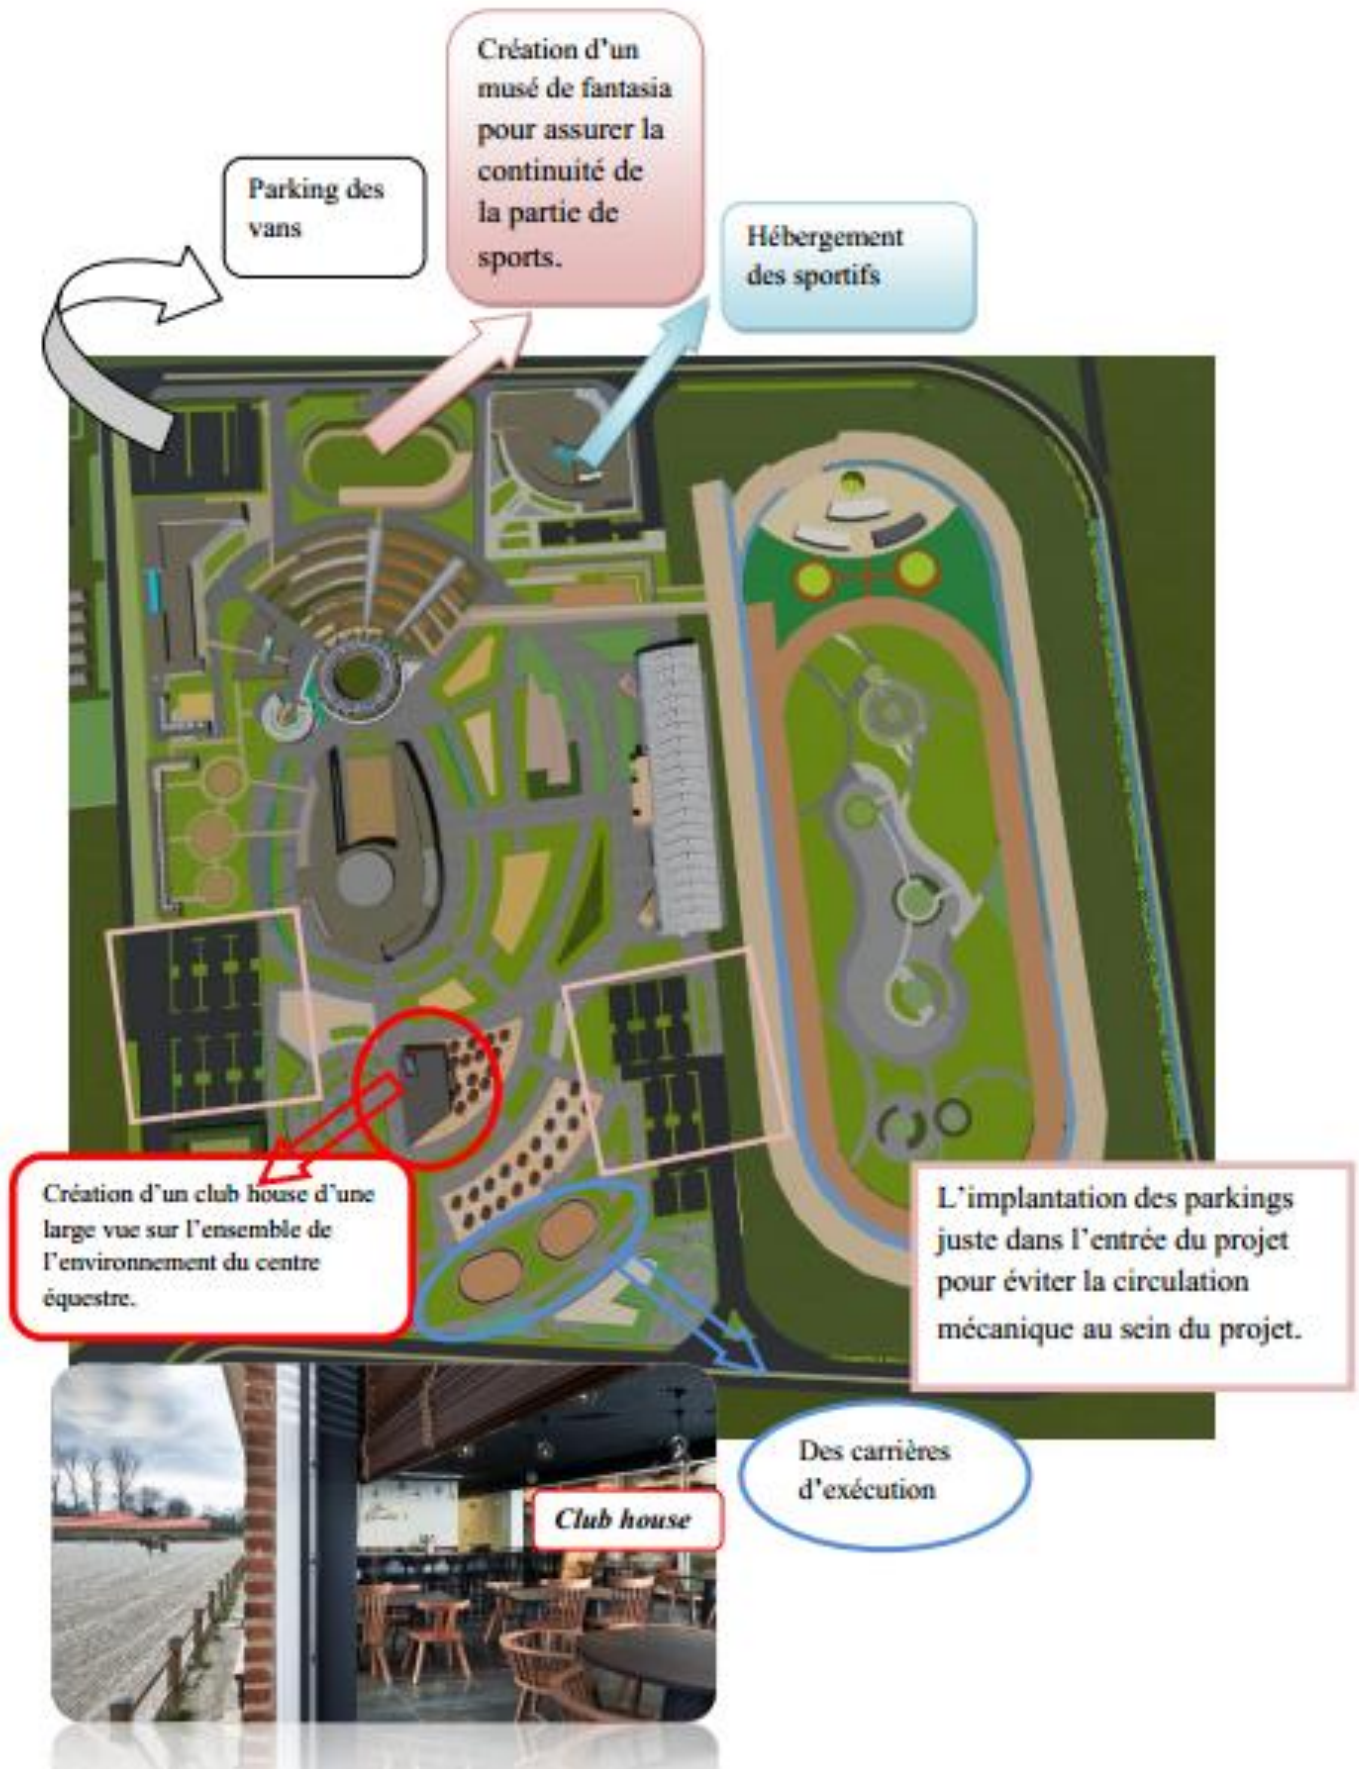 Création d'un
musé de fantasia
pour assurer la
continuité de
la partie de
sports.
Parking des
vans
Hébergement
des sportifs
Création d'un club house d'une
large vue sur l'ensemble de
l'environnement du centre
équestre.
L'implantation des parkings
juste dans l'entrée du projet
pour éviter la circulation
mécanique au sein du projet.
Des carrières
d'exécution
Club house